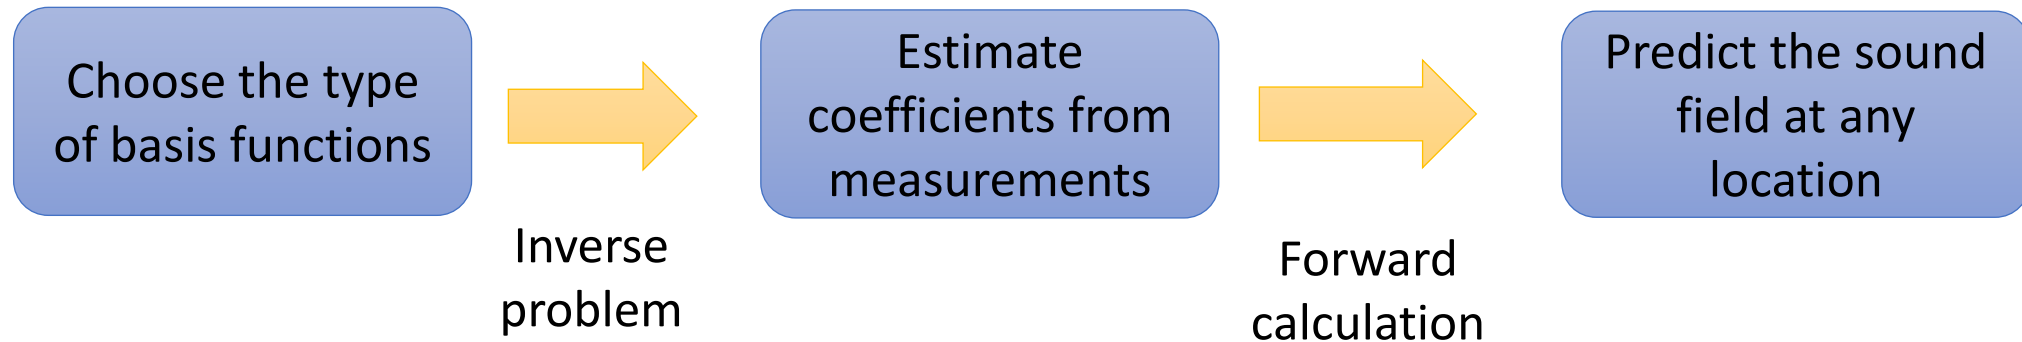 Choose the type
of basis functions
Inverse
problem
Estimate
coefficients from
measurements
Forward
calculation
Predict the sound
field at any
location